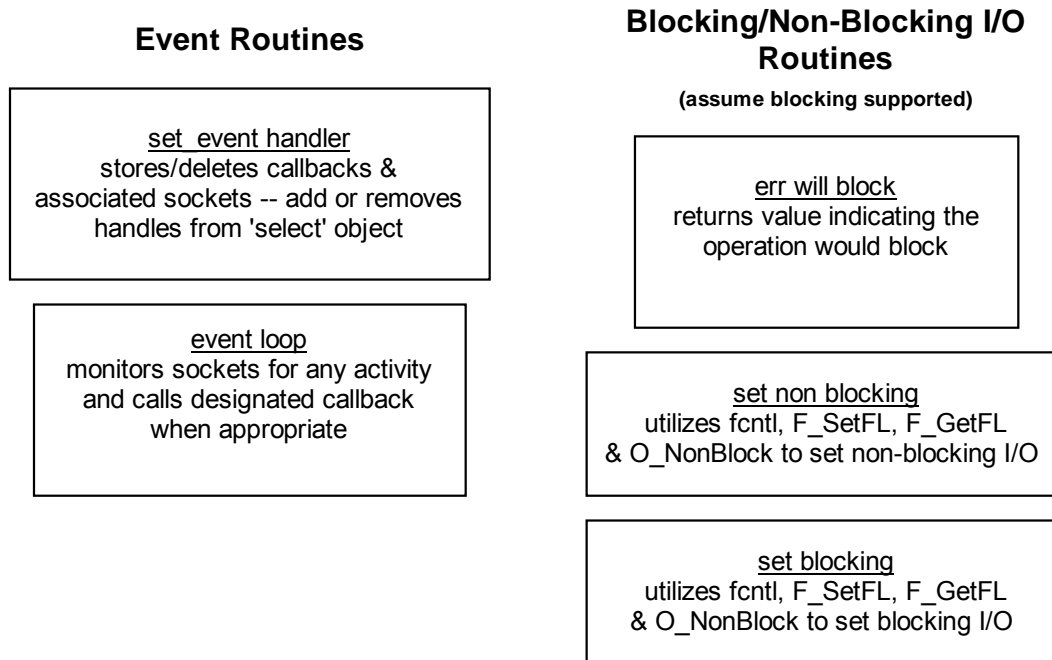 Event Routines
set_event handler
stores/deletes callbacks &
associated sockets -- add or removes
handles from 'select' object
event loop
monitors sockets for any activity
and calls designated callback
when appropriate
Blocking/Non-Blocking I/O
Routines
(assume blocking supported)
err will block
returns value indicating the
operation would block
set non blocking
utilizes fcntl, F_SetFL, F_GetFL
& O_NonBlock to set non-blocking I/O
set blocking
utilizes fcntl, F_SetFL, F_GetFL
& O_NonBlock to set blocking I/O